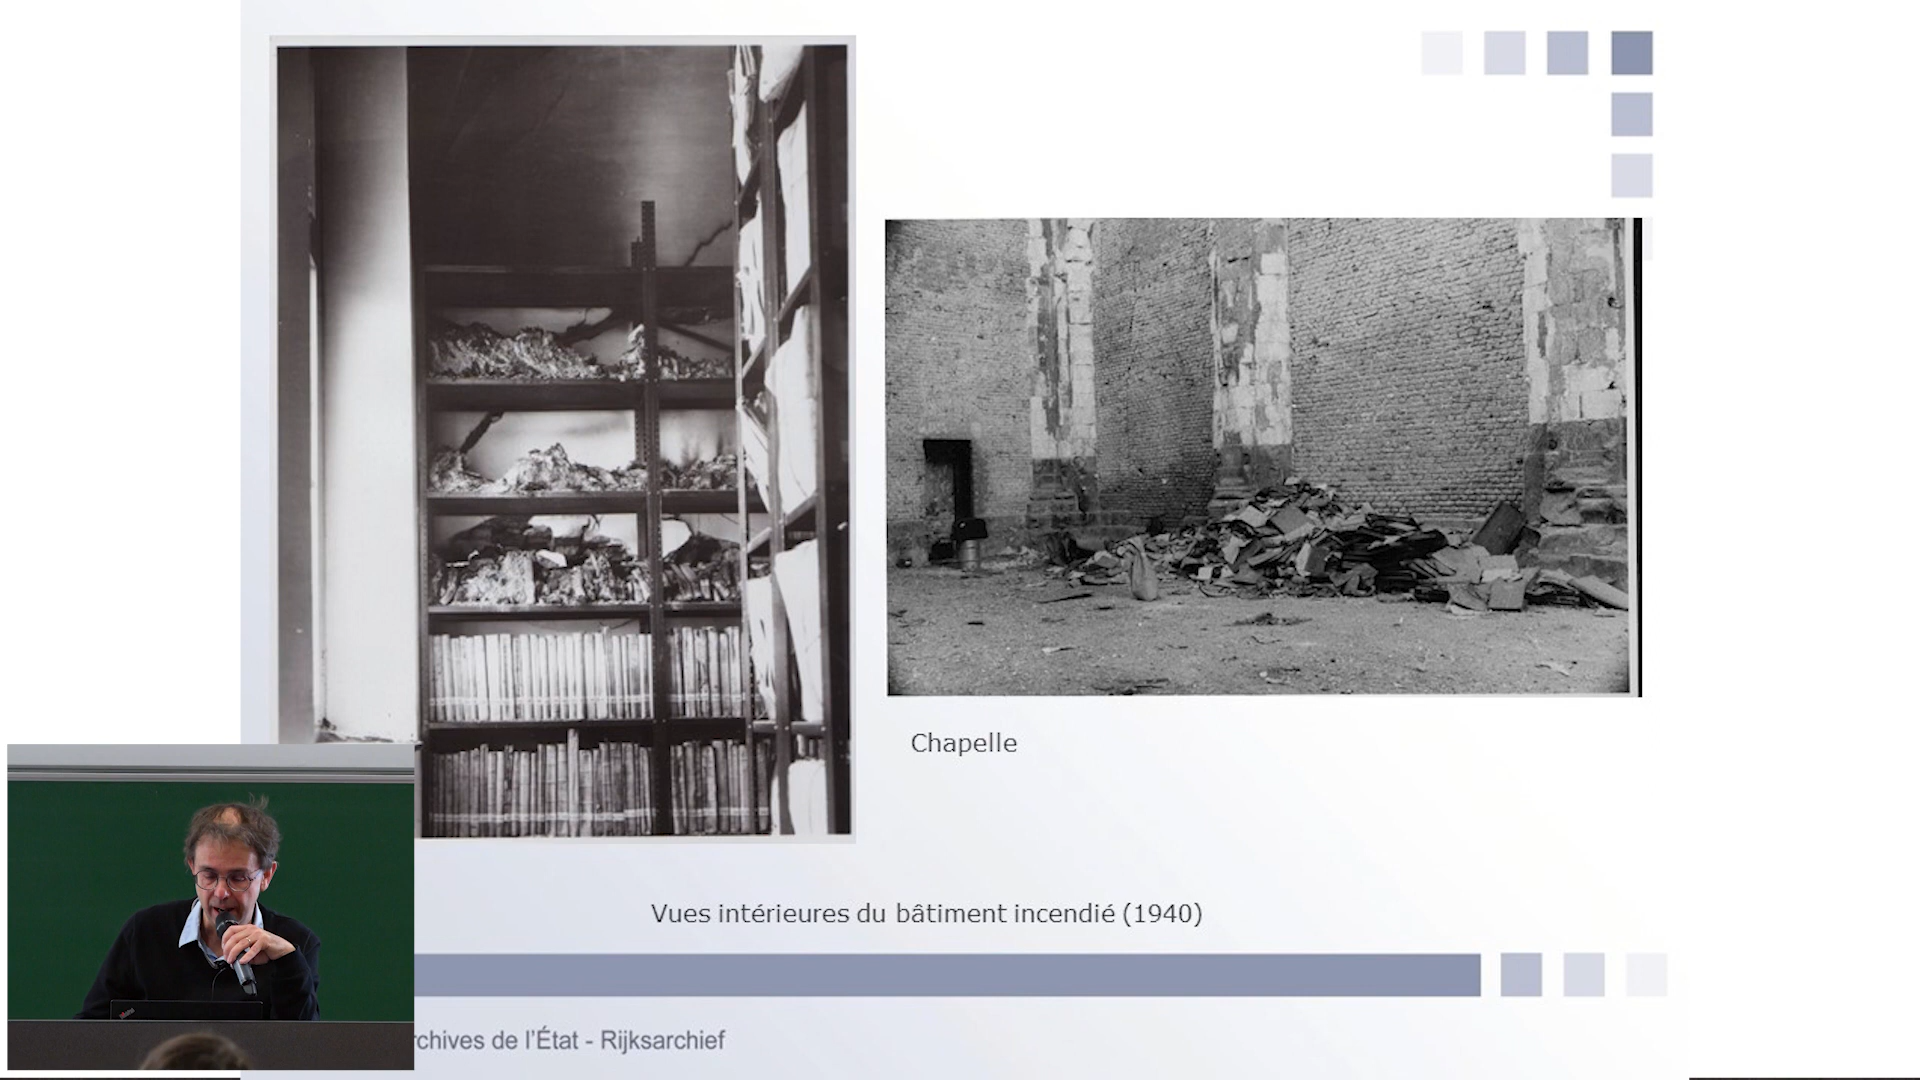 Chapelle
Vues intérieures du bâtiment incendié (1940)
rchives de l'État - Rijksarchief